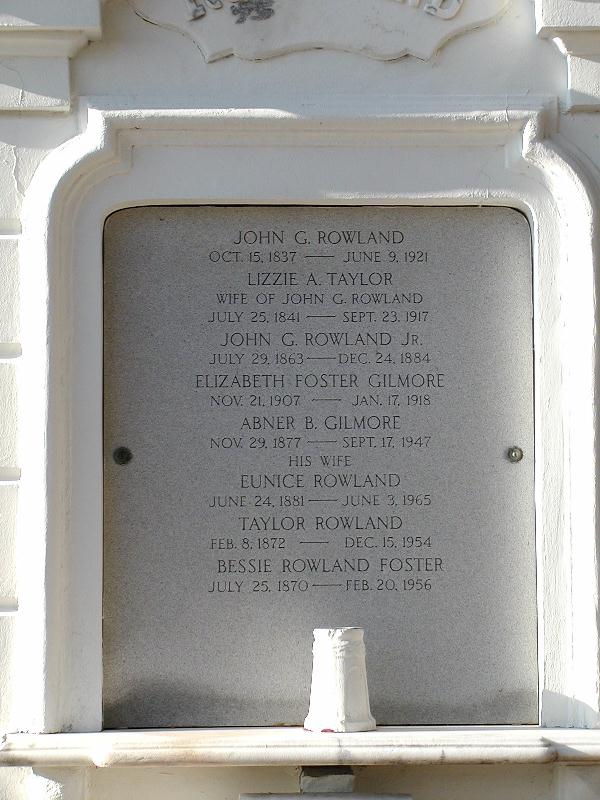 JOHN G. ROWLAND
OCT. 15, 1837 — JUNE 9, 1921
LIZZIE A. TAYLOR
WIFE OF JOHN G. ROWLAND
JULY 25, 1841 — SEPT. 23, 1917
JOHN G. ROWLAND JR.
JULY 29, 1863 — DEC. 24, 1884
ELIZABETH FOSTER GILMORE
NOV. 21, 1907 — JAN. 17, 1918
ABNER B. GILMORE
NOV. 29, 1877 — SEPT. 17, 1947
HIS WIFE
EUNICE ROWLAND
JUNE 24, 1881 — JUNE 3, 1965
TAYLOR ROWLAND
FEB. 8, 1872 — DEC. 15, 1954
BESSIE ROWLAND FOSTER
JULY 25, 1870 — FEB. 20, 1956